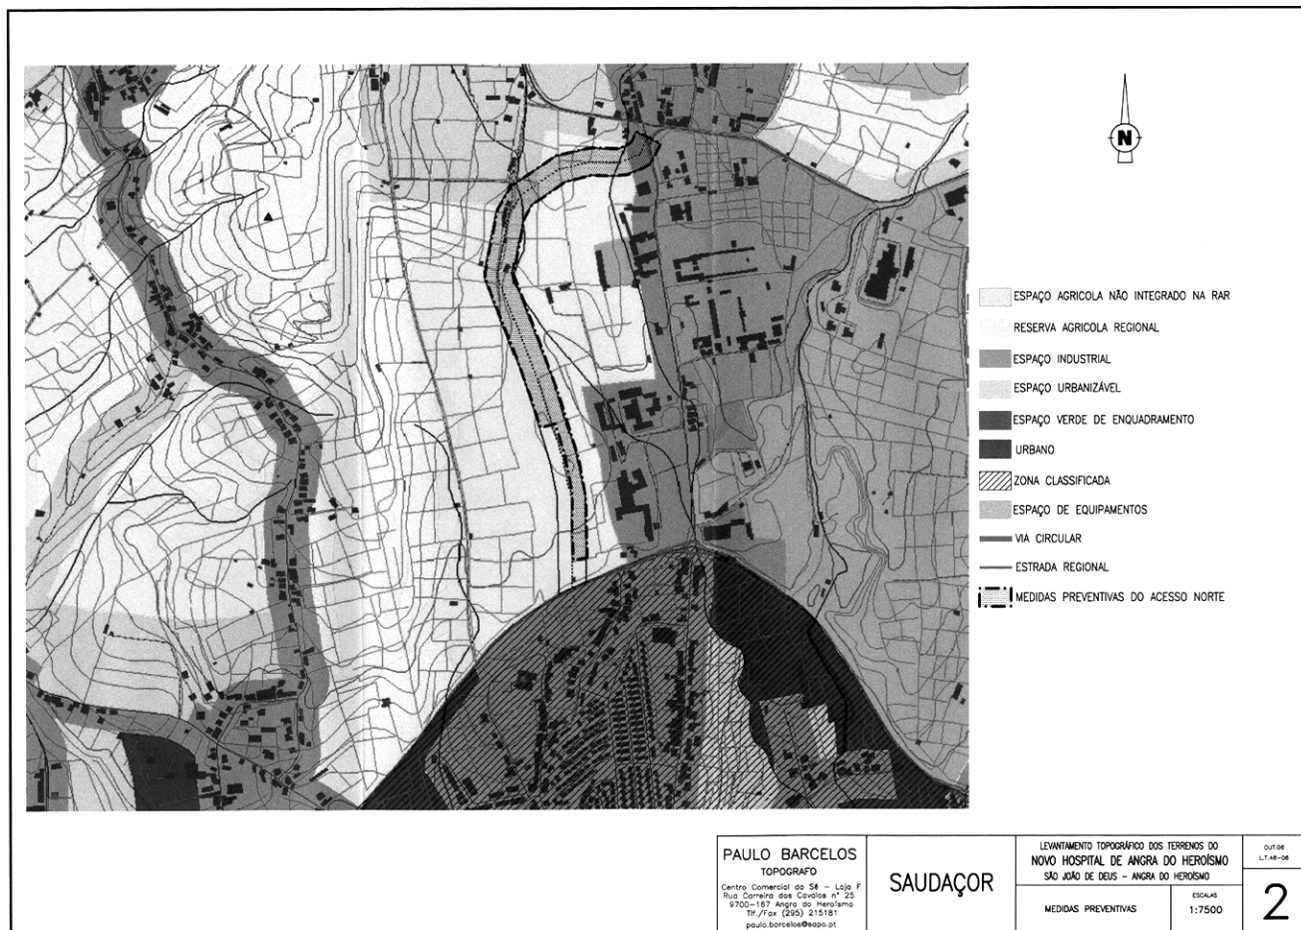 N
ESPAÇO AGRICOLA NÃO INTEGRADO NA RAR
RESERVA AGRICOLA REGIONAL
ESPAÇO INDUSTRIAL
ESPAÇO URBANIZÁVEL
ESPAÇO VERDE DE ENQUADRAMENTO
URBANO
ZONA CLASSIFICADA
ESPAÇO DE EQUIPAMENTOS
VIA CIRCULAR
ESTRADA REGIONAL
MEDIDAS PREVENTIVAS DO ACESSO NORTE
PAULO BARCELOS
TOPOGRAFO
Centro Comercial da Sé - Loja F
Rua Carreira dos Cavalos nº 25
9700-167 Angra do Heroísmo
Tlf./Fax (295) 215181
paulo.barcelos@sapo.pt
SAUDAÇOR
LEVANTAMENTO TOPOGRÁFICO DOS TERRENOS DO
NOVO HOSPITAL DE ANGRA DO HEROÍSMO
SÃO JOÃO DE DEUS - ANGRA DO HEROÍSMO
MEDIDAS PREVENTIVAS
ESCALAS
1:7500
OUT.06
L.T.48-06
2